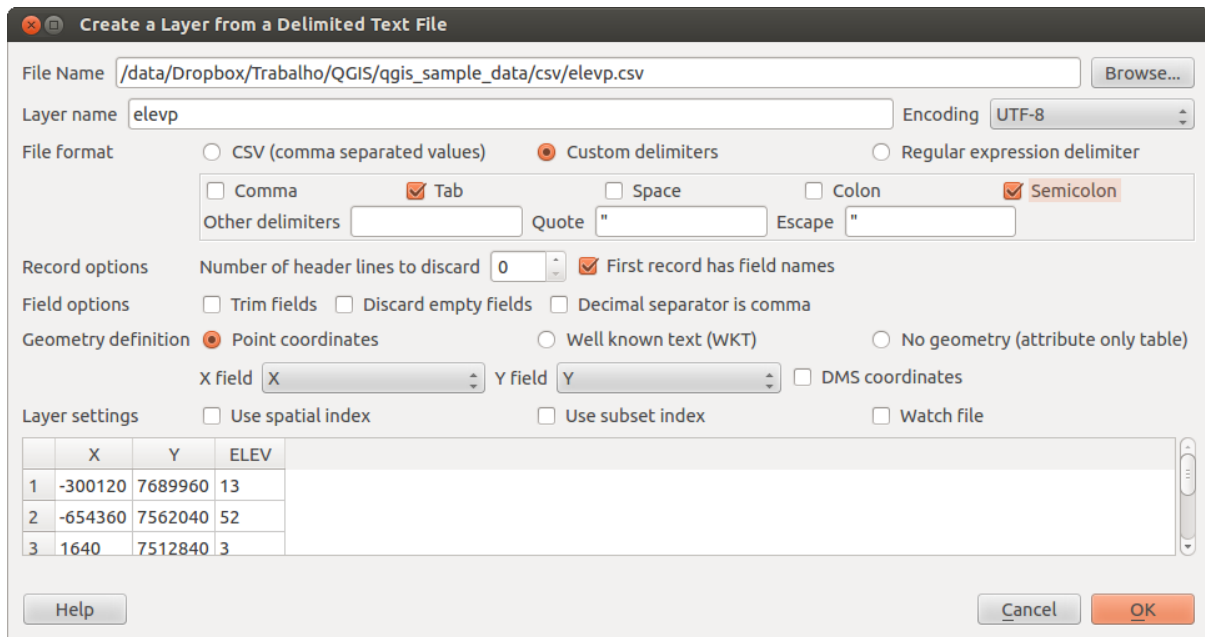 Create a Layer from a Delimited Text File
File Name /data/Dropbox/Trabalho/QGIS/qgis_sample_data/csv/elevp.csv Browse...
Layer name elevp Encoding UTF-8
File format CSV (comma separated values) Custom delimiters Regular expression delimiter
Comma Tab Space Colon Semicolon
Other delimiters Quote " Escape "
Record options Number of header lines to discard 0 First record has field names
Field options Trim fields Discard empty fields Decimal separator is comma
Geometry definition Point coordinates Well known text (WKT) No geometry (attribute only table)
X field X Y field Y DMS coordinates
Layer settings Use spatial index Use subset index Watch file
X Y ELEV
1 -300120 7689960 13
2 -654360 7562040 52
3 1640 7512840 3
Help Cancel OK